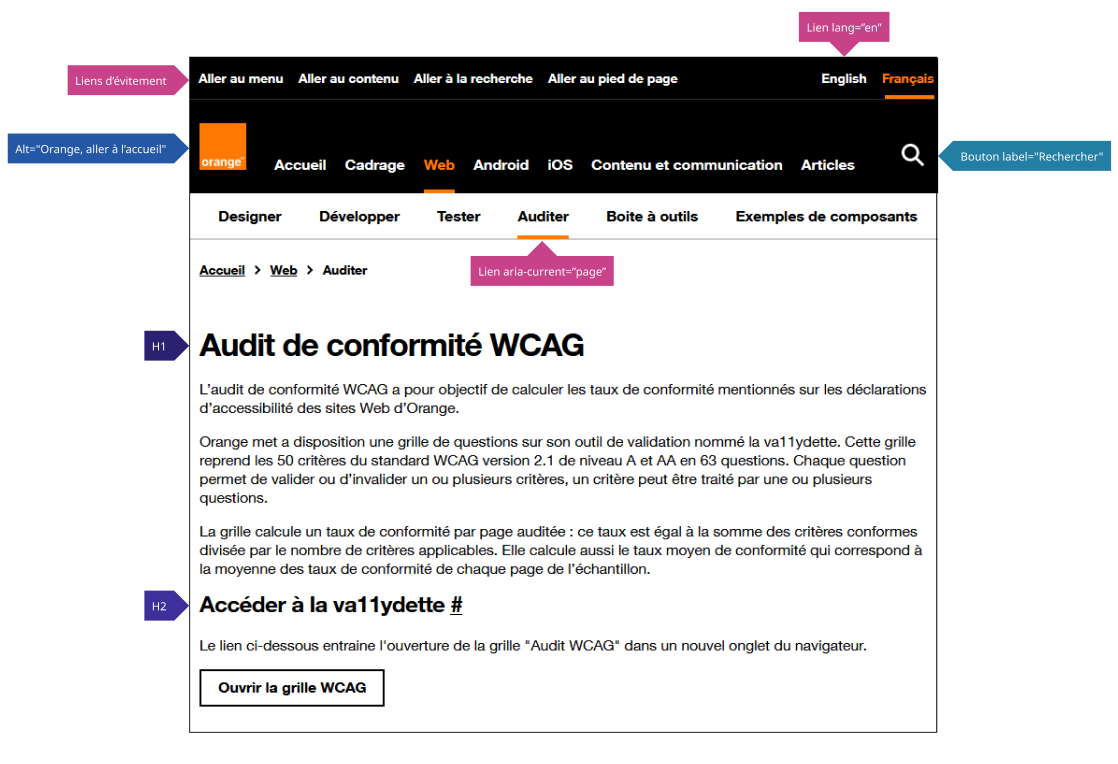 Lien lang="en"
Liens d'évitement
Aller au menu Aller au contenu Aller à la recherche Aller au pied de page English Français
Alt="Orange, aller à l'accueil"
orange™
Accueil Cadrage Web Android iOS Contenu et communication Articles
Bouton label="Rechercher"
Designer Développer Tester Auditer Boite à outils Exemples de composants
Accueil > Web > Auditer
Lien aria-current="page"
H1
Audit de conformité WCAG
L'audit de conformité WCAG a pour objectif de calculer les taux de conformité mentionnés sur les déclarations
d'accessibilité des sites Web d'Orange.
Orange met a disposition une grille de questions sur son outil de validation nommé la va11ydette. Cette grille
reprend les 50 critères du standard WCAG version 2.1 de niveau A et AA en 63 questions. Chaque question
permet de valider ou d'invalider un ou plusieurs critères, un critère peut être traité par une ou plusieurs
questions.
La grille calcule un taux de conformité par page auditée : ce taux est égal à la somme des critères conformes
divisée par le nombre de critères applicables. Elle calcule aussi le taux moyen de conformité qui correspond à
la moyenne des taux de conformité de chaque page de l'échantillon.
H2
Accéder à la va11ydette #
Le lien ci-dessous entraine l'ouverture de la grille "Audit WCAG" dans un nouvel onglet du navigateur.
Ouvrir la grille WCAG